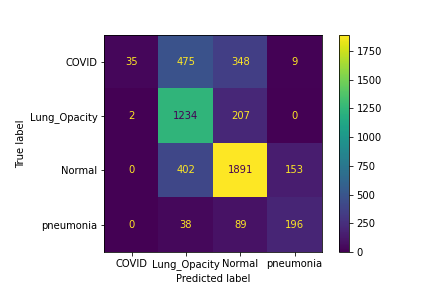 COVID 35 475 348 9
Lung_Opacity 2 1234 207 0
Normal 0 402 1891 153
pneumonia 0 38 89 196
COVID Lung_Opacity Normal pneumonia
Predicted label
True label
1750
1500
1250
1000
750
500
250
0